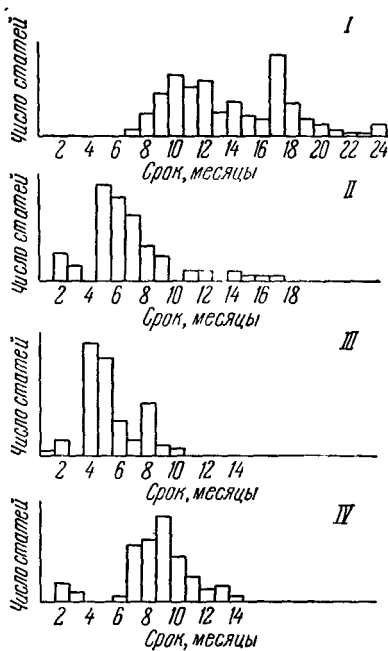 I
Число статей
2 4 6 8 10 12 14 16 18 20 22 24
Срок, месяцы
II
Число статей
2 4 6 8 10 12 14 16 18
Срок, месяцы
III
Число статей
2 4 6 8 10 12 14
Срок, месяцы
IV
Число статей
2 4 6 8 10 12 14
Срок, месяцы